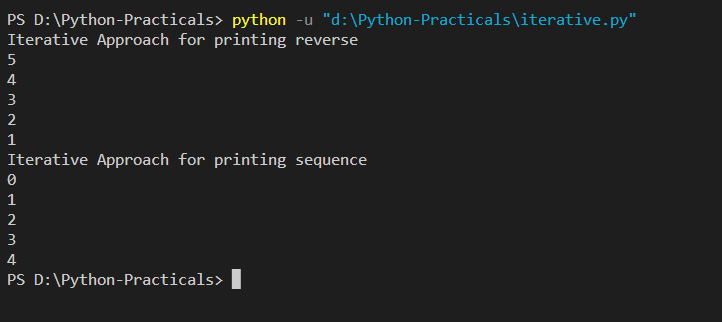 PS D:\Python-Practicals> python -u "d:\Python-Practicals\iterative.py"
Iterative Approach for printing reverse
5
4
3
2
1
Iterative Approach for printing sequence
0
1
2
3
4
PS D:\Python-Practicals>